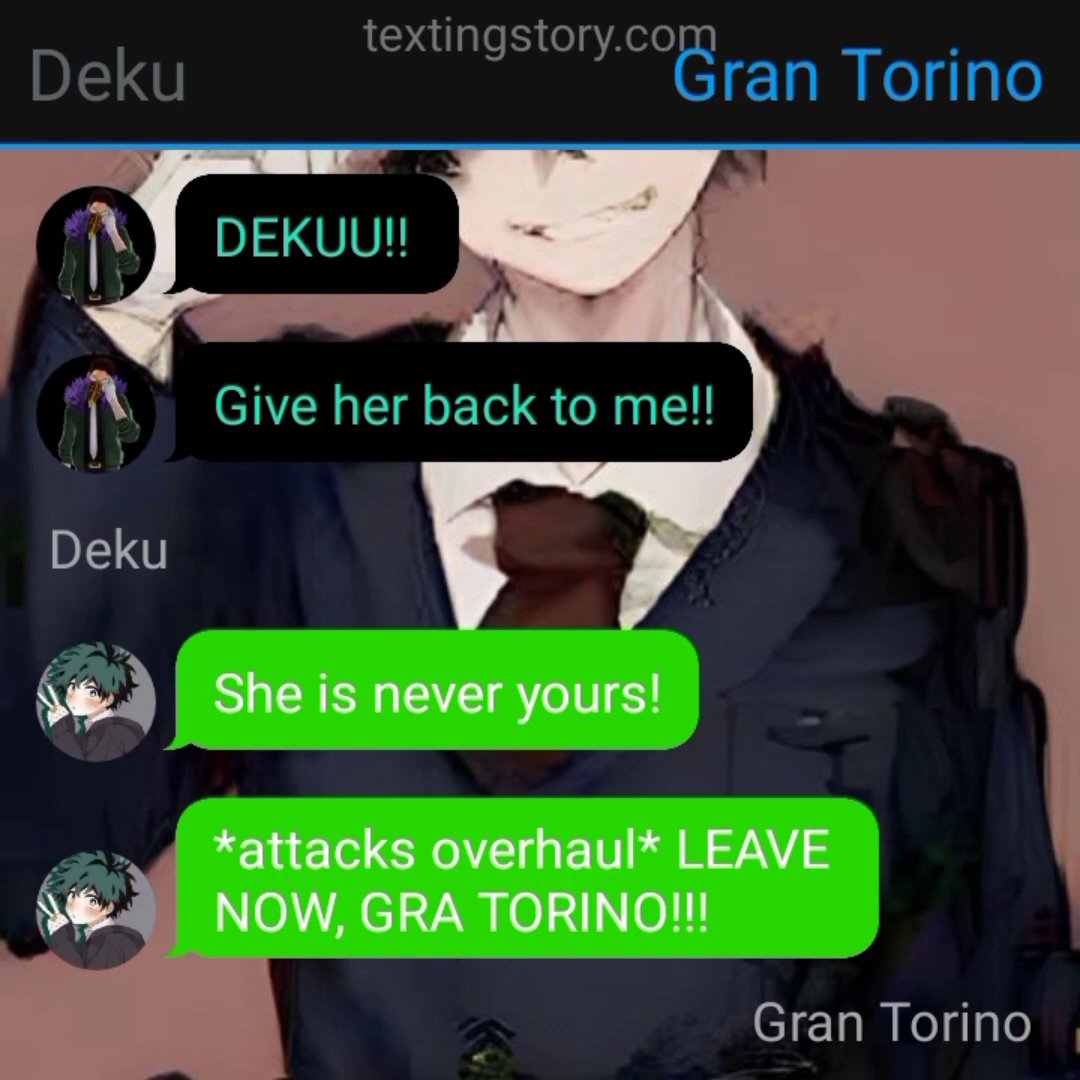 textingstory.com
Deku
Gran Torino
DEKUU!!
Give her back to me!!
Deku
She is never yours!
*attacks overhaul* LEAVE
NOW, GRA TORINO!!!
Gran Torino